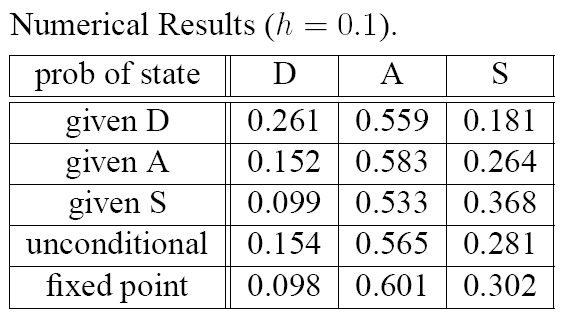 Numerical Results (h = 0.1).
prob of state D A S
given D 0.261 0.559 0.181
given A 0.152 0.583 0.264
given S 0.099 0.533 0.368
unconditional 0.154 0.565 0.281
fixed point 0.098 0.601 0.302